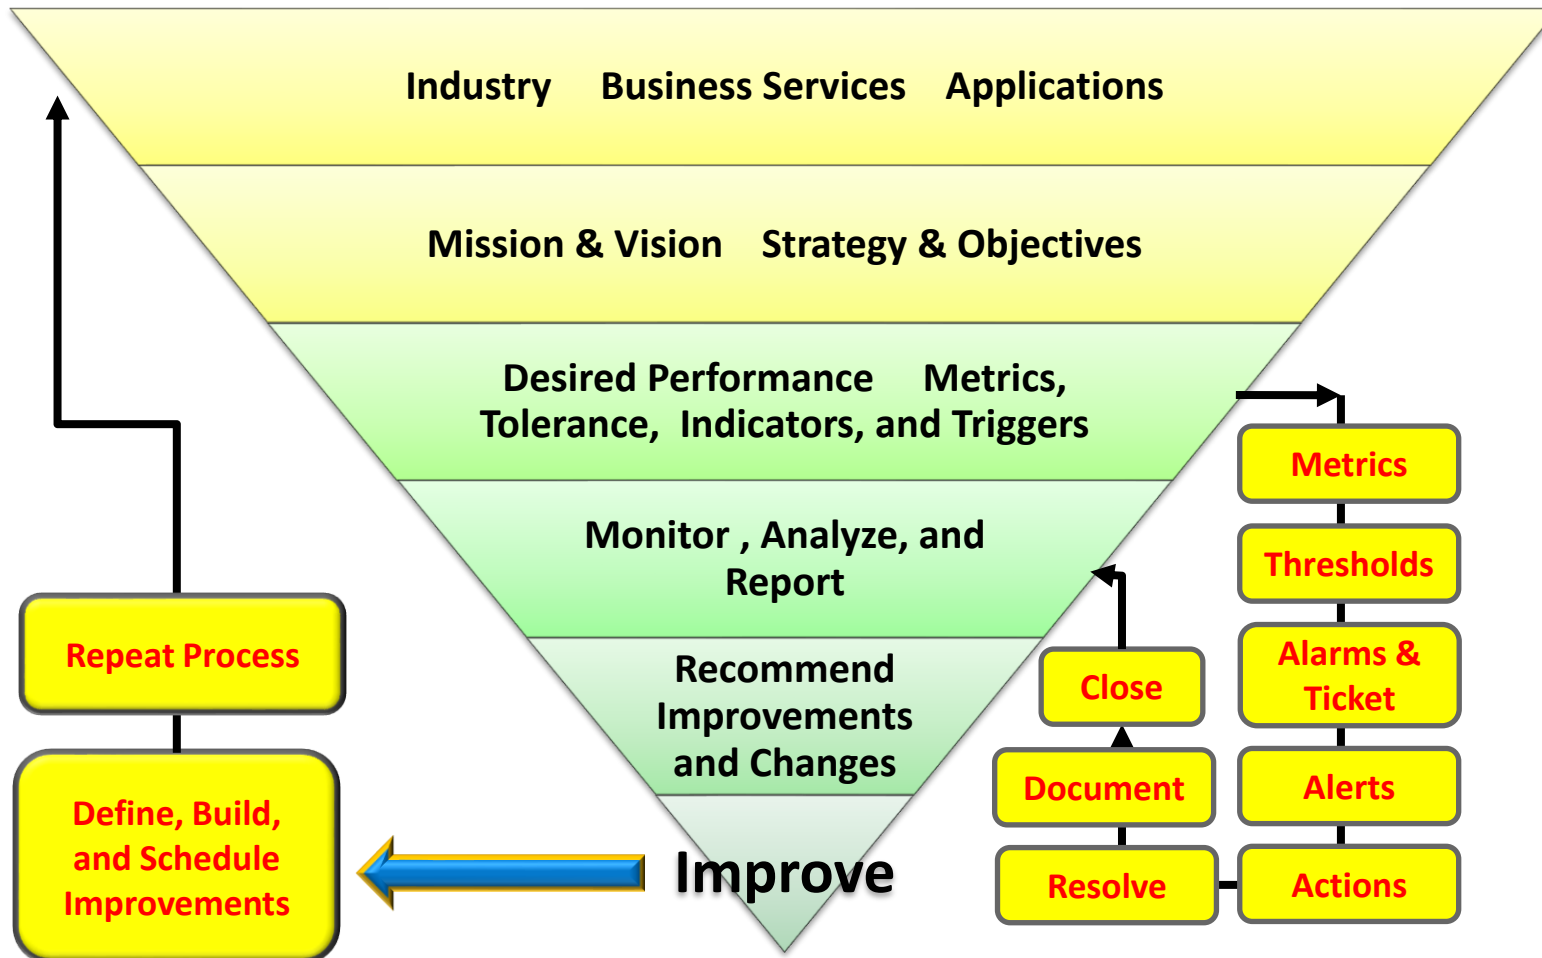 Industry Business Services Applications
Mission & Vision Strategy & Objectives
Desired Performance Metrics,
Tolerance, Indicators, and Triggers
Monitor , Analyze, and
Report
Recommend
Improvements
and Changes
Improve
Repeat Process
Define, Build,
and Schedule
Improvements
Metrics
Thresholds
Alarms &
Ticket
Alerts
Actions
Resolve
Document
Close